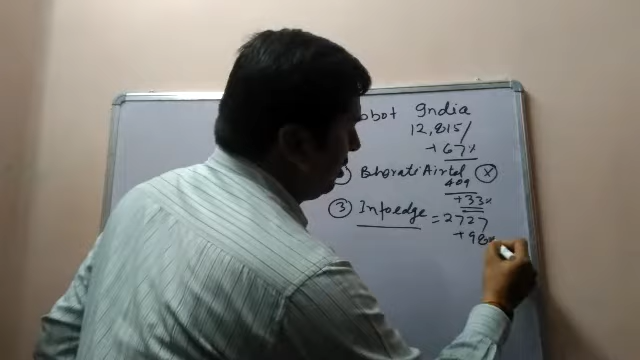 obot India
12,815/
+67%
Bharati Airtel (X)
409
+33%
(3) Infoedge = 2727
+98%